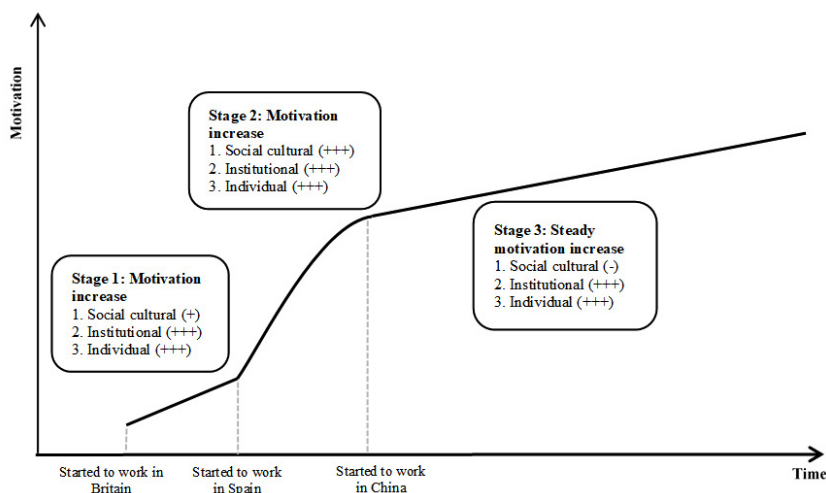 Motivation
Stage 2: Motivation
increase
1. Social cultural (+++)
2. Institutional (+++)
3. Individual (+++)
Stage 3: Steady
motivation increase
1. Social cultural (-)
2. Institutional (+++)
3. Individual (+++)
Stage 1: Motivation
increase
1. Social cultural (+)
2. Institutional (+++)
3. Individual (+++)
Started to work in
Britain
Started to work
in Spain
Started to work
in China
Time